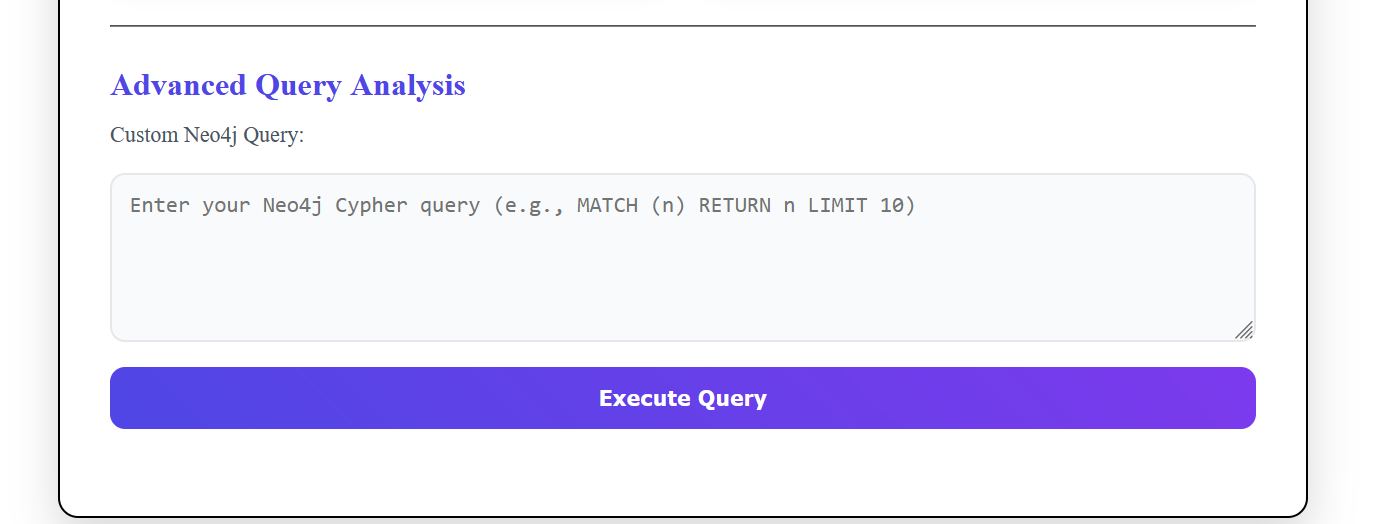 Advanced Query Analysis
Custom Neo4j Query:
Enter your Neo4j Cypher query (e.g., MATCH (n) RETURN n LIMIT 10)
Execute Query